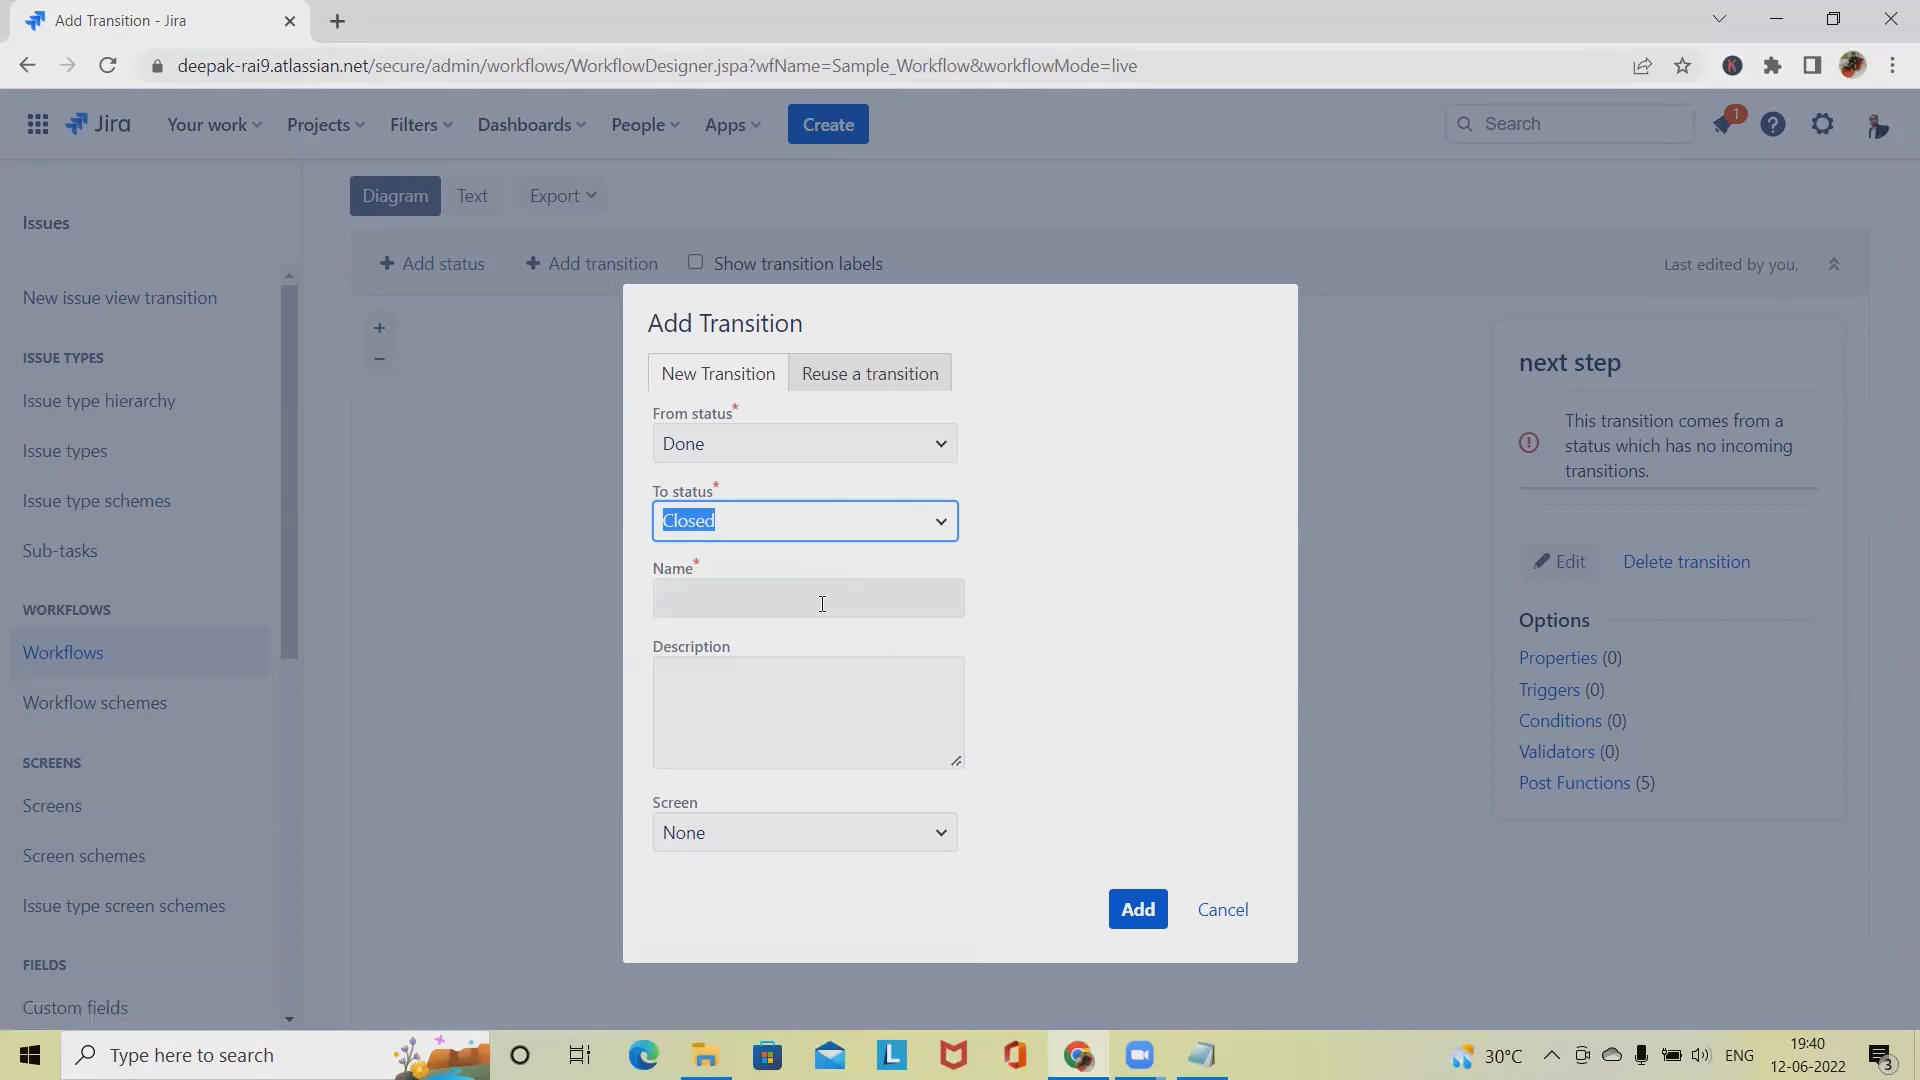 Add Transition - Jira
deepak-rai9.atlassian.net/secure/admin/workflows/WorkflowDesigner.jspa?wfName=Sample_Workflow&workflowMode=live
Jira
Your work
Projects
Filters
Dashboards
People
Apps
Create
Search
1
Diagram
Text
Export
Issues
New issue view transition
ISSUE TYPES
Issue type hierarchy
Issue types
Issue type schemes
Sub-tasks
WORKFLOWS
Workflows
Workflow schemes
SCREENS
Screens
Screen schemes
Issue type screen schemes
FIELDS
Custom fields
Add status
Add transition
Show transition labels
Last edited by you,
Add Transition
New Transition
Reuse a transition
From status*
Done
To status*
Closed
Name*
Description
Screen
None
Add
Cancel
next step
This transition comes from a
status which has no incoming
transitions.
Edit
Delete transition
Options
Properties (0)
Triggers (0)
Conditions (0)
Validators (0)
Post Functions (5)
Type here to search
30°C
ENG
19:40
12-06-2022
3